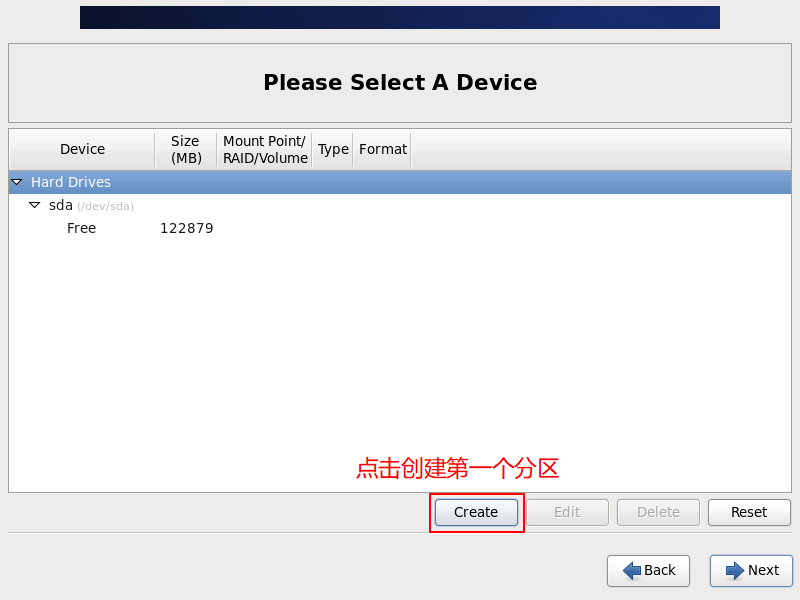 Please Select A Device
Device
Size
(MB)
Mount Point/
RAID/Volume
Type
Format
Hard Drives
sda (/dev/sda)
Free 122879
点击创建第一个分区
Create Edit Delete Reset
Back Next